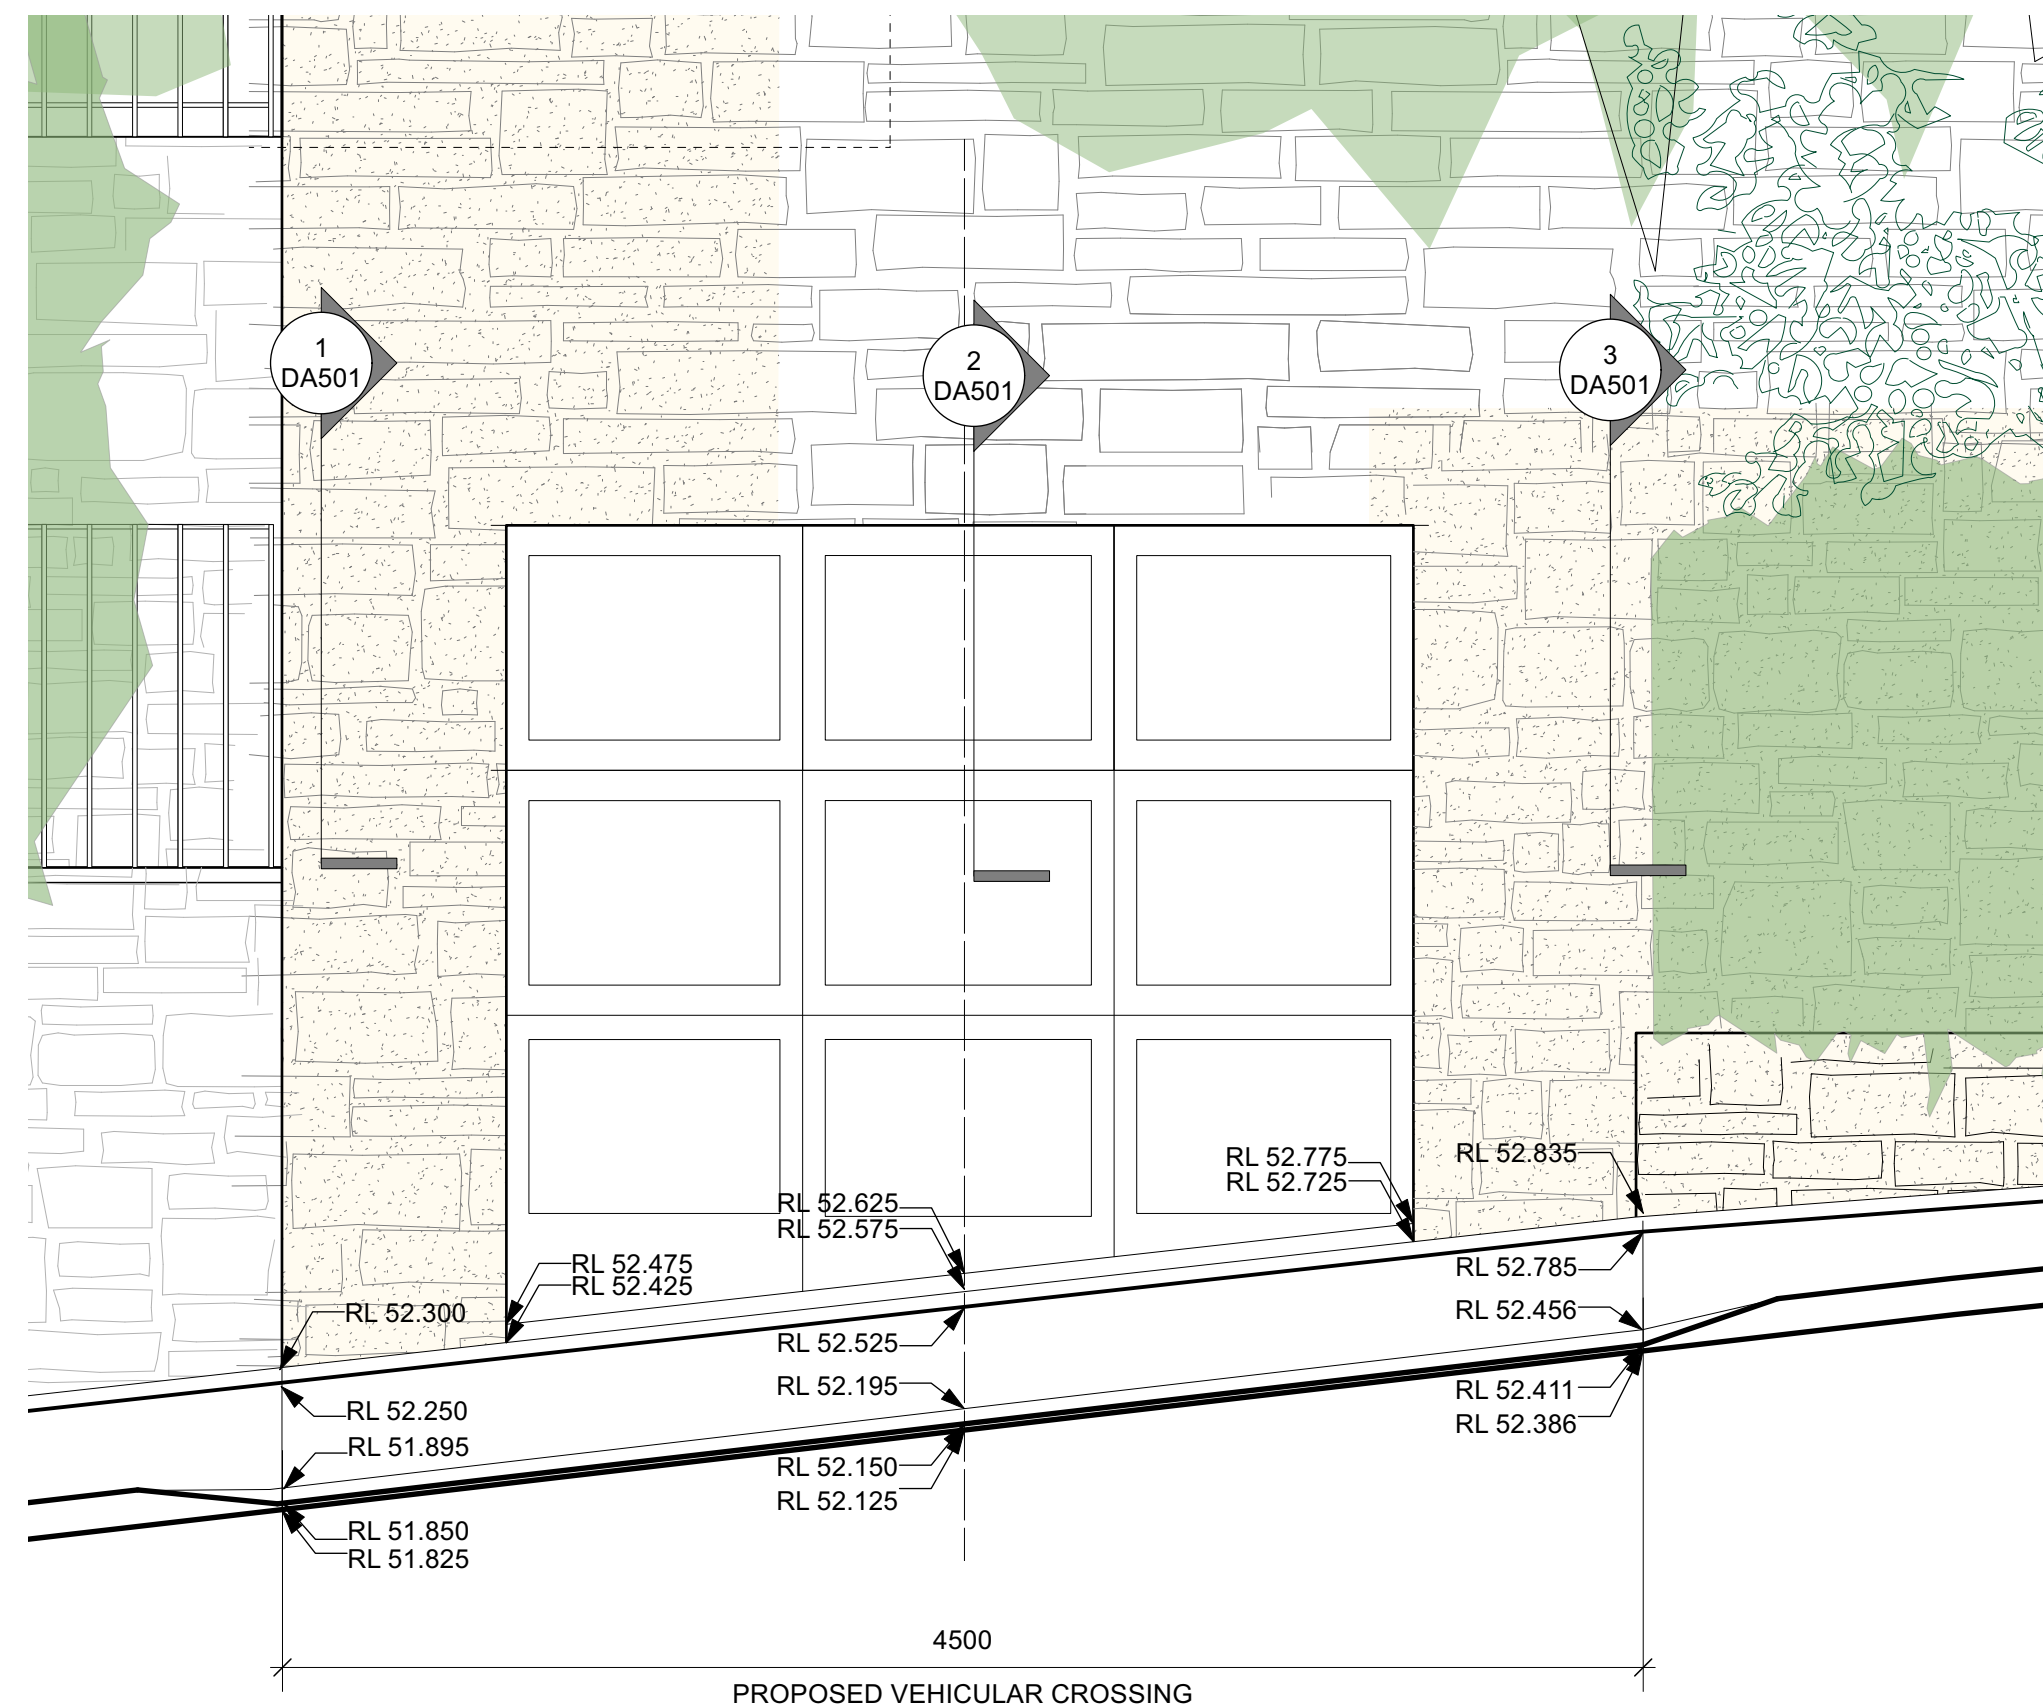 1
DA501
2
DA501
3
DA501
RL 52.775
RL 52.725
RL 52.835
RL 52.625
RL 52.575
RL 52.475
RL 52.425
RL 52.300
RL 52.785
RL 52.456
RL 52.525
RL 52.195
RL 52.411
RL 52.386
RL 52.250
RL 51.895
RL 52.150
RL 52.125
RL 51.850
RL 51.825
4500
PROPOSED VEHICULAR CROSSING